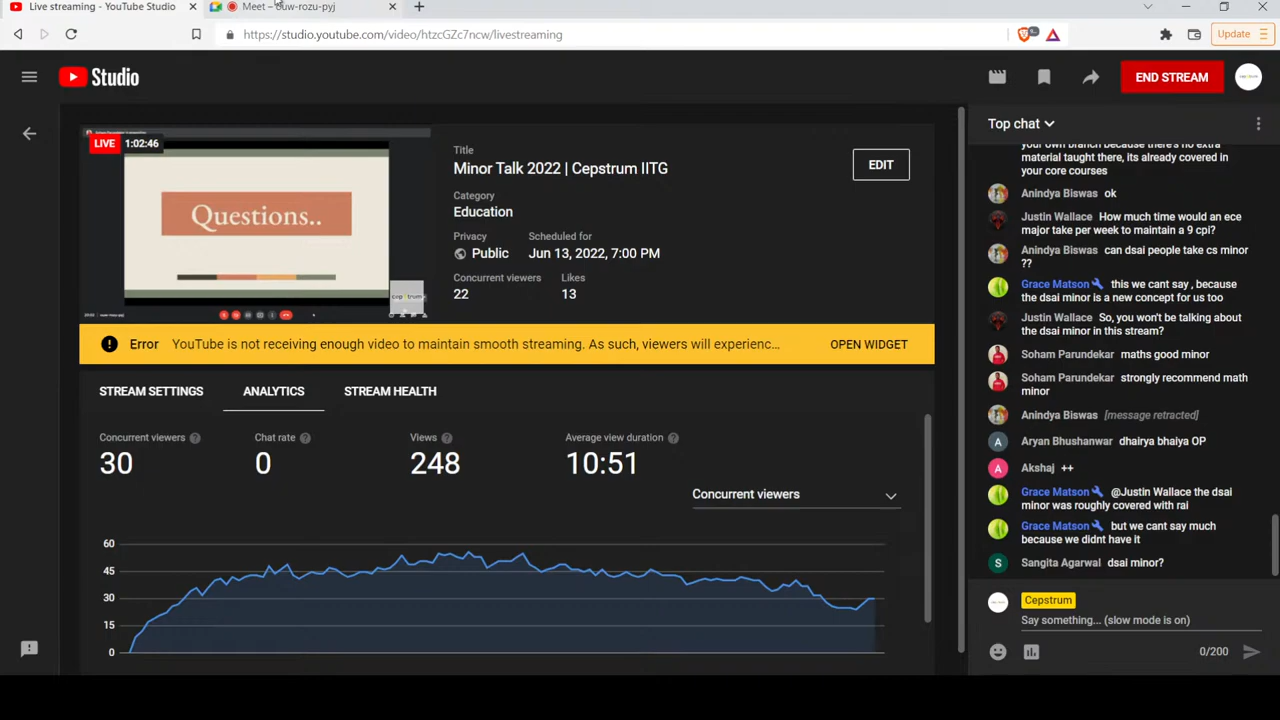 Live streaming - YouTube Studio
Meet – ouw-rozu-pyj
https://studio.youtube.com/video/htzcGZc7ncw/livestreaming
Update
Studio
END STREAM
LIVE 1:02:46
Questions..
cepstrum
Title
Minor Talk 2022 | Cepstrum IITG
EDIT
Category
Education
Privacy
Public
Scheduled for
Jun 13, 2022, 7:00 PM
Concurrent viewers
22
Likes
13
Error YouTube is not receiving enough video to maintain smooth streaming. As such, viewers will experienc... OPEN WIDGET
STREAM SETTINGS ANALYTICS STREAM HEALTH
Concurrent viewers
30
Chat rate
0
Views
248
Average view duration
10:51
Concurrent viewers
60
45
30
15
0
Top chat
your own branch because there's no extra
material taught there, its already covered in
your core courses
Anindya Biswas ok
Justin Wallace How much time would an ece
major take per week to maintain a 9 cpi?
Anindya Biswas can dsai people take cs minor
??
Grace Matson this we cant say , because
the dsai minor is a new concept for us too
Justin Wallace So, you won't be talking about
the dsai minor in this stream?
Soham Parundekar maths good minor
Soham Parundekar strongly recommend math
minor
Anindya Biswas [message retracted]
A Aryan Bhushanwar dhairya bhaiya OP
A Akshaj ++
Grace Matson @Justin Wallace the dsai
minor was roughly covered with rai
Grace Matson but we cant say much
because we didnt have it
S Sangita Agarwal dsai minor?
Cepstrum
Say something... (slow mode is on)
0/200